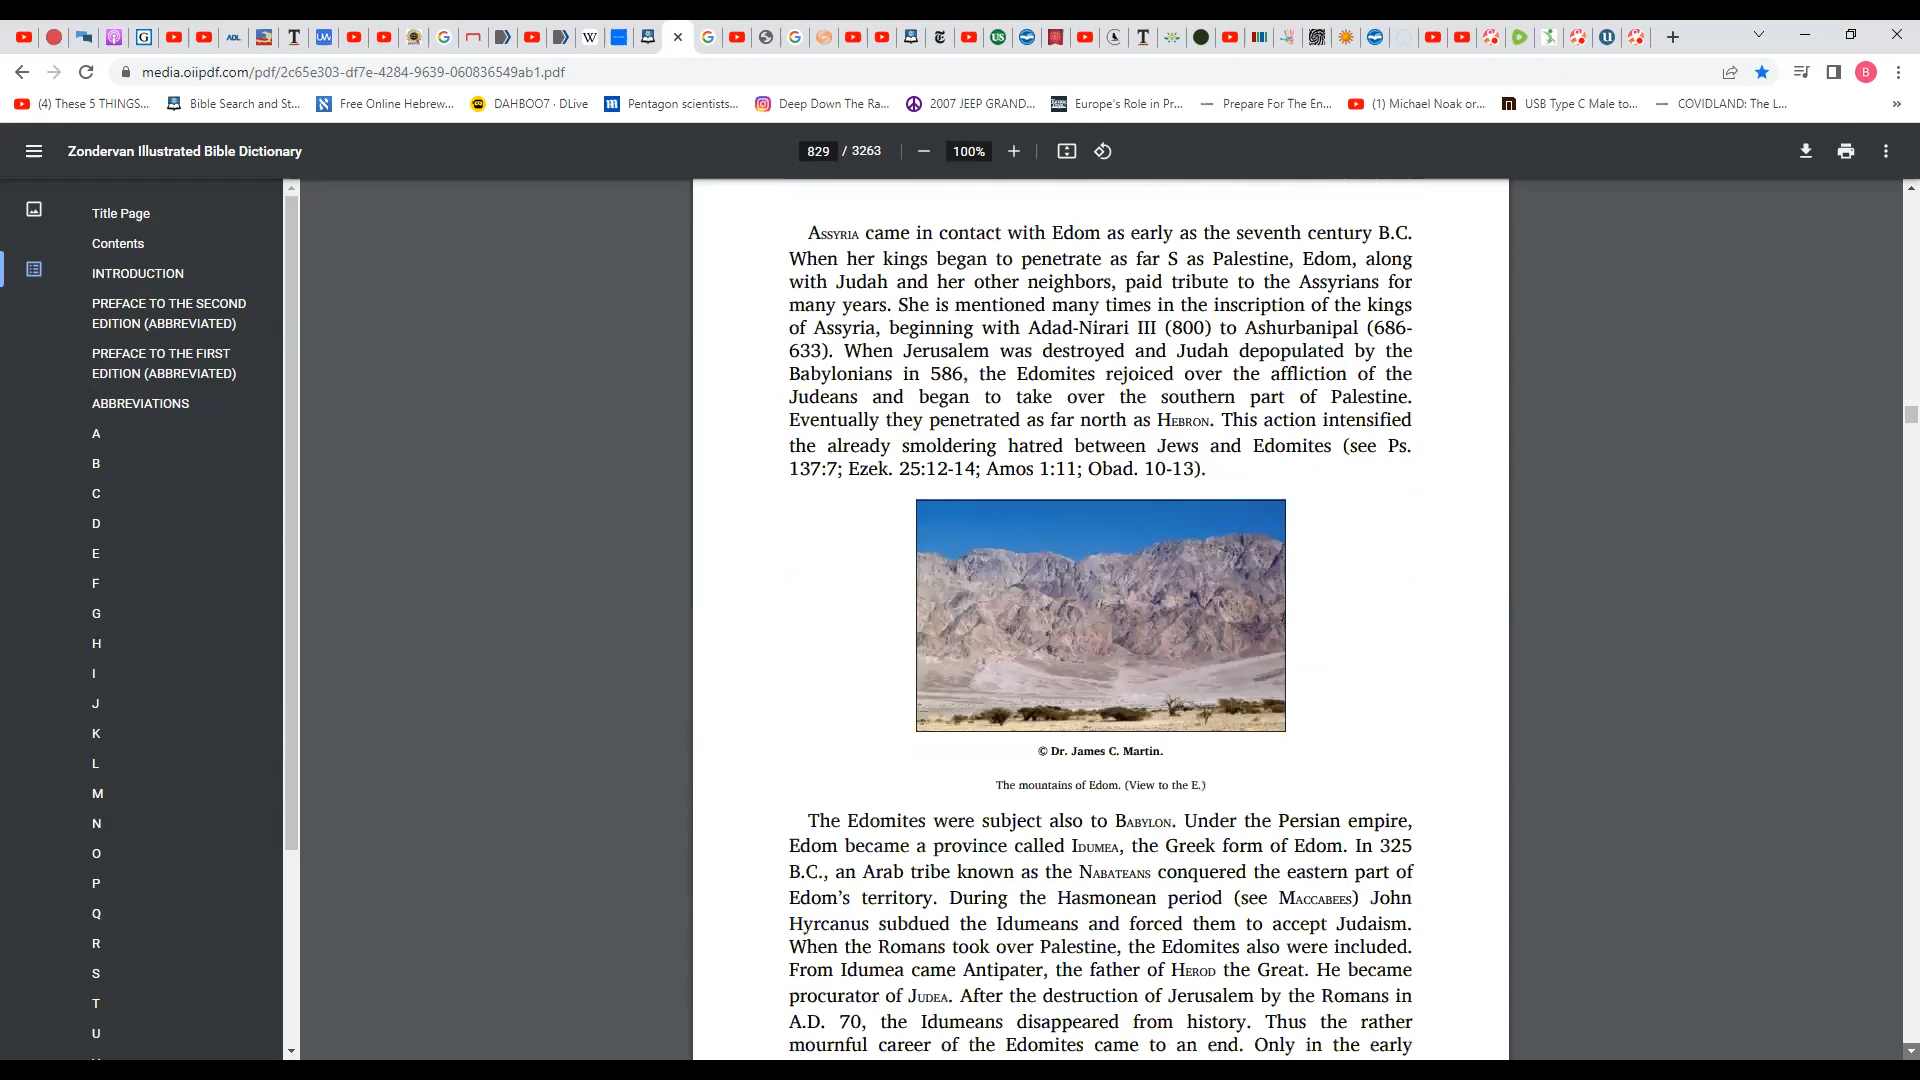 media.oiipdf.com/pdf/2c65e303-df7e-4284-9639-060836549ab1.pdf
B
(4) These 5 THINGS...
Bible Search and St...
Free Online Hebrew...
DAHBOO7 · DLive
Pentagon scientists...
Deep Down The Ra...
2007 JEEP GRAND...
Europe's Role in Pr...
Prepare For The En...
(1) Michael Noak or...
USB Type C Male to...
COVIDLAND: The L...
Zondervan Illustrated Bible Dictionary
829 / 3263
100%
Title Page
Contents
INTRODUCTION
PREFACE TO THE SECOND
EDITION (ABBREVIATED)
PREFACE TO THE FIRST
EDITION (ABBREVIATED)
ABBREVIATIONS
A
B
C
D
E
F
G
H
I
J
K
L
M
N
O
P
Q
R
S
T
U
ASSYRIA came in contact with Edom as early as the seventh century B.C.
When her kings began to penetrate as far S as Palestine, Edom, along
with Judah and her other neighbors, paid tribute to the Assyrians for
many years. She is mentioned many times in the inscription of the kings
of Assyria, beginning with Adad-Nirari III (800) to Ashurbanipal (686-
633). When Jerusalem was destroyed and Judah depopulated by the
Babylonians in 586, the Edomites rejoiced over the affliction of the
Judeans and began to take over the southern part of Palestine.
Eventually they penetrated as far north as HEBRON. This action intensified
the already smoldering hatred between Jews and Edomites (see Ps.
137:7; Ezek. 25:12-14; Amos 1:11; Obad. 10-13).
© Dr. James C. Martin.
The mountains of Edom. (View to the E.)
The Edomites were subject also to BABYLON. Under the Persian empire,
Edom became a province called IDUMEA, the Greek form of Edom. In 325
B.C., an Arab tribe known as the NABATEANS conquered the eastern part of
Edom's territory. During the Hasmonean period (see MACCABEES) John
Hyrcanus subdued the Idumeans and forced them to accept Judaism.
When the Romans took over Palestine, the Edomites also were included.
From Idumea came Antipater, the father of HEROD the Great. He became
procurator of JUDEA. After the destruction of Jerusalem by the Romans in
A.D. 70, the Idumeans disappeared from history. Thus the rather
mournful career of the Edomites came to an end. Only in the early